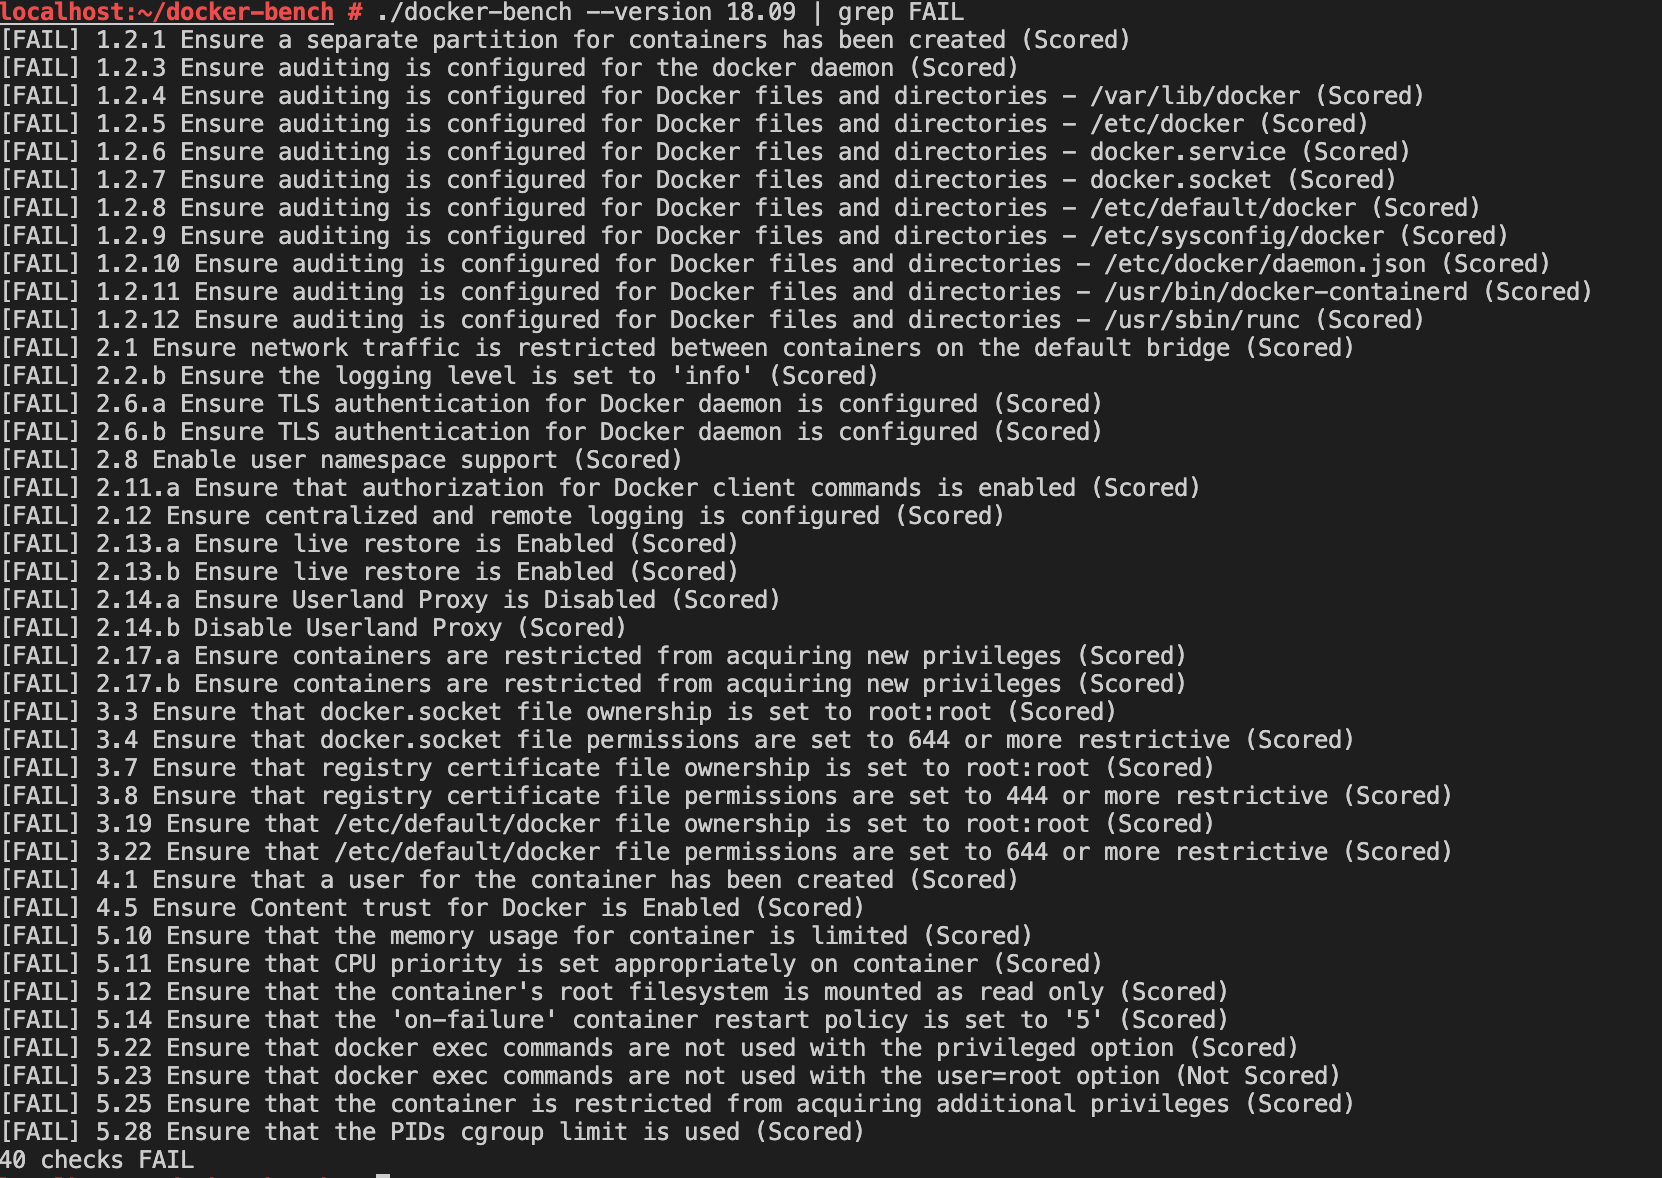 localhost:~/docker-bench # ./docker-bench --version 18.09 | grep FAIL
[FAIL] 1.2.1 Ensure a separate partition for containers has been created (Scored)
[FAIL] 1.2.3 Ensure auditing is configured for the docker daemon (Scored)
[FAIL] 1.2.4 Ensure auditing is configured for Docker files and directories - /var/lib/docker (Scored)
[FAIL] 1.2.5 Ensure auditing is configured for Docker files and directories - /etc/docker (Scored)
[FAIL] 1.2.6 Ensure auditing is configured for Docker files and directories - docker.service (Scored)
[FAIL] 1.2.7 Ensure auditing is configured for Docker files and directories - docker.socket (Scored)
[FAIL] 1.2.8 Ensure auditing is configured for Docker files and directories - /etc/default/docker (Scored)
[FAIL] 1.2.9 Ensure auditing is configured for Docker files and directories - /etc/sysconfig/docker (Scored)
[FAIL] 1.2.10 Ensure auditing is configured for Docker files and directories - /etc/docker/daemon.json (Scored)
[FAIL] 1.2.11 Ensure auditing is configured for Docker files and directories - /usr/bin/docker-containerd (Scored)
[FAIL] 1.2.12 Ensure auditing is configured for Docker files and directories - /usr/sbin/runc (Scored)
[FAIL] 2.1 Ensure network traffic is restricted between containers on the default bridge (Scored)
[FAIL] 2.2.b Ensure the logging level is set to 'info' (Scored)
[FAIL] 2.6.a Ensure TLS authentication for Docker daemon is configured (Scored)
[FAIL] 2.6.b Ensure TLS authentication for Docker daemon is configured (Scored)
[FAIL] 2.8 Enable user namespace support (Scored)
[FAIL] 2.11.a Ensure that authorization for Docker client commands is enabled (Scored)
[FAIL] 2.12 Ensure centralized and remote logging is configured (Scored)
[FAIL] 2.13.a Ensure live restore is Enabled (Scored)
[FAIL] 2.13.b Ensure live restore is Enabled (Scored)
[FAIL] 2.14.a Ensure Userland Proxy is Disabled (Scored)
[FAIL] 2.14.b Disable Userland Proxy (Scored)
[FAIL] 2.17.a Ensure containers are restricted from acquiring new privileges (Scored)
[FAIL] 2.17.b Ensure containers are restricted from acquiring new privileges (Scored)
[FAIL] 3.3 Ensure that docker.socket file ownership is set to root:root (Scored)
[FAIL] 3.4 Ensure that docker.socket file permissions are set to 644 or more restrictive (Scored)
[FAIL] 3.7 Ensure that registry certificate file ownership is set to root:root (Scored)
[FAIL] 3.8 Ensure that registry certificate file permissions are set to 444 or more restrictive (Scored)
[FAIL] 3.19 Ensure that /etc/default/docker file ownership is set to root:root (Scored)
[FAIL] 3.22 Ensure that /etc/default/docker file permissions are set to 644 or more restrictive (Scored)
[FAIL] 4.1 Ensure that a user for the container has been created (Scored)
[FAIL] 4.5 Ensure Content trust for Docker is Enabled (Scored)
[FAIL] 5.10 Ensure that the memory usage for container is limited (Scored)
[FAIL] 5.11 Ensure that CPU priority is set appropriately on container (Scored)
[FAIL] 5.12 Ensure that the container's root filesystem is mounted as read only (Scored)
[FAIL] 5.14 Ensure that the 'on-failure' container restart policy is set to '5' (Scored)
[FAIL] 5.22 Ensure that docker exec commands are not used with the privileged option (Scored)
[FAIL] 5.23 Ensure that docker exec commands are not used with the user=root option (Not Scored)
[FAIL] 5.25 Ensure that the container is restricted from acquiring additional privileges (Scored)
[FAIL] 5.28 Ensure that the PIDs cgroup limit is used (Scored)
40 checks FAIL